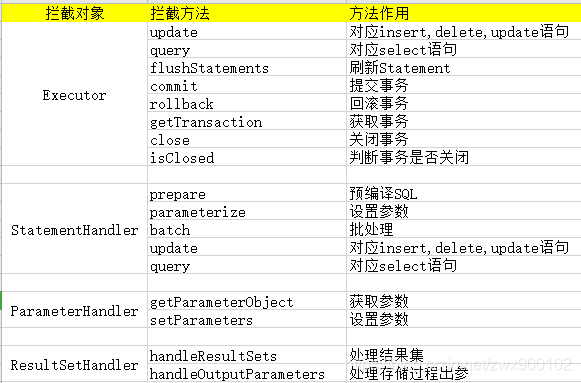 拦截对象 拦截方法 方法作用
update 对应insert,delete,update语句
query 对应select语句
flushStatements 刷新Statement
Executor commit 提交事务
rollback 回滚事务
getTransaction 获取事务
close 关闭事务
isClosed 判断事务是否关闭
prepare 预编译SQL
parameterize 设置参数
StatementHandler batch 批处理
update 对应insert,delete,update语句
query 对应select语句
ParameterHandler getParameterObject 获取参数
setParameters 设置参数
ResultSetHandler handleResultSets 处理结果集
handleOutputParameters 处理存储过程出参
net/zwx900102